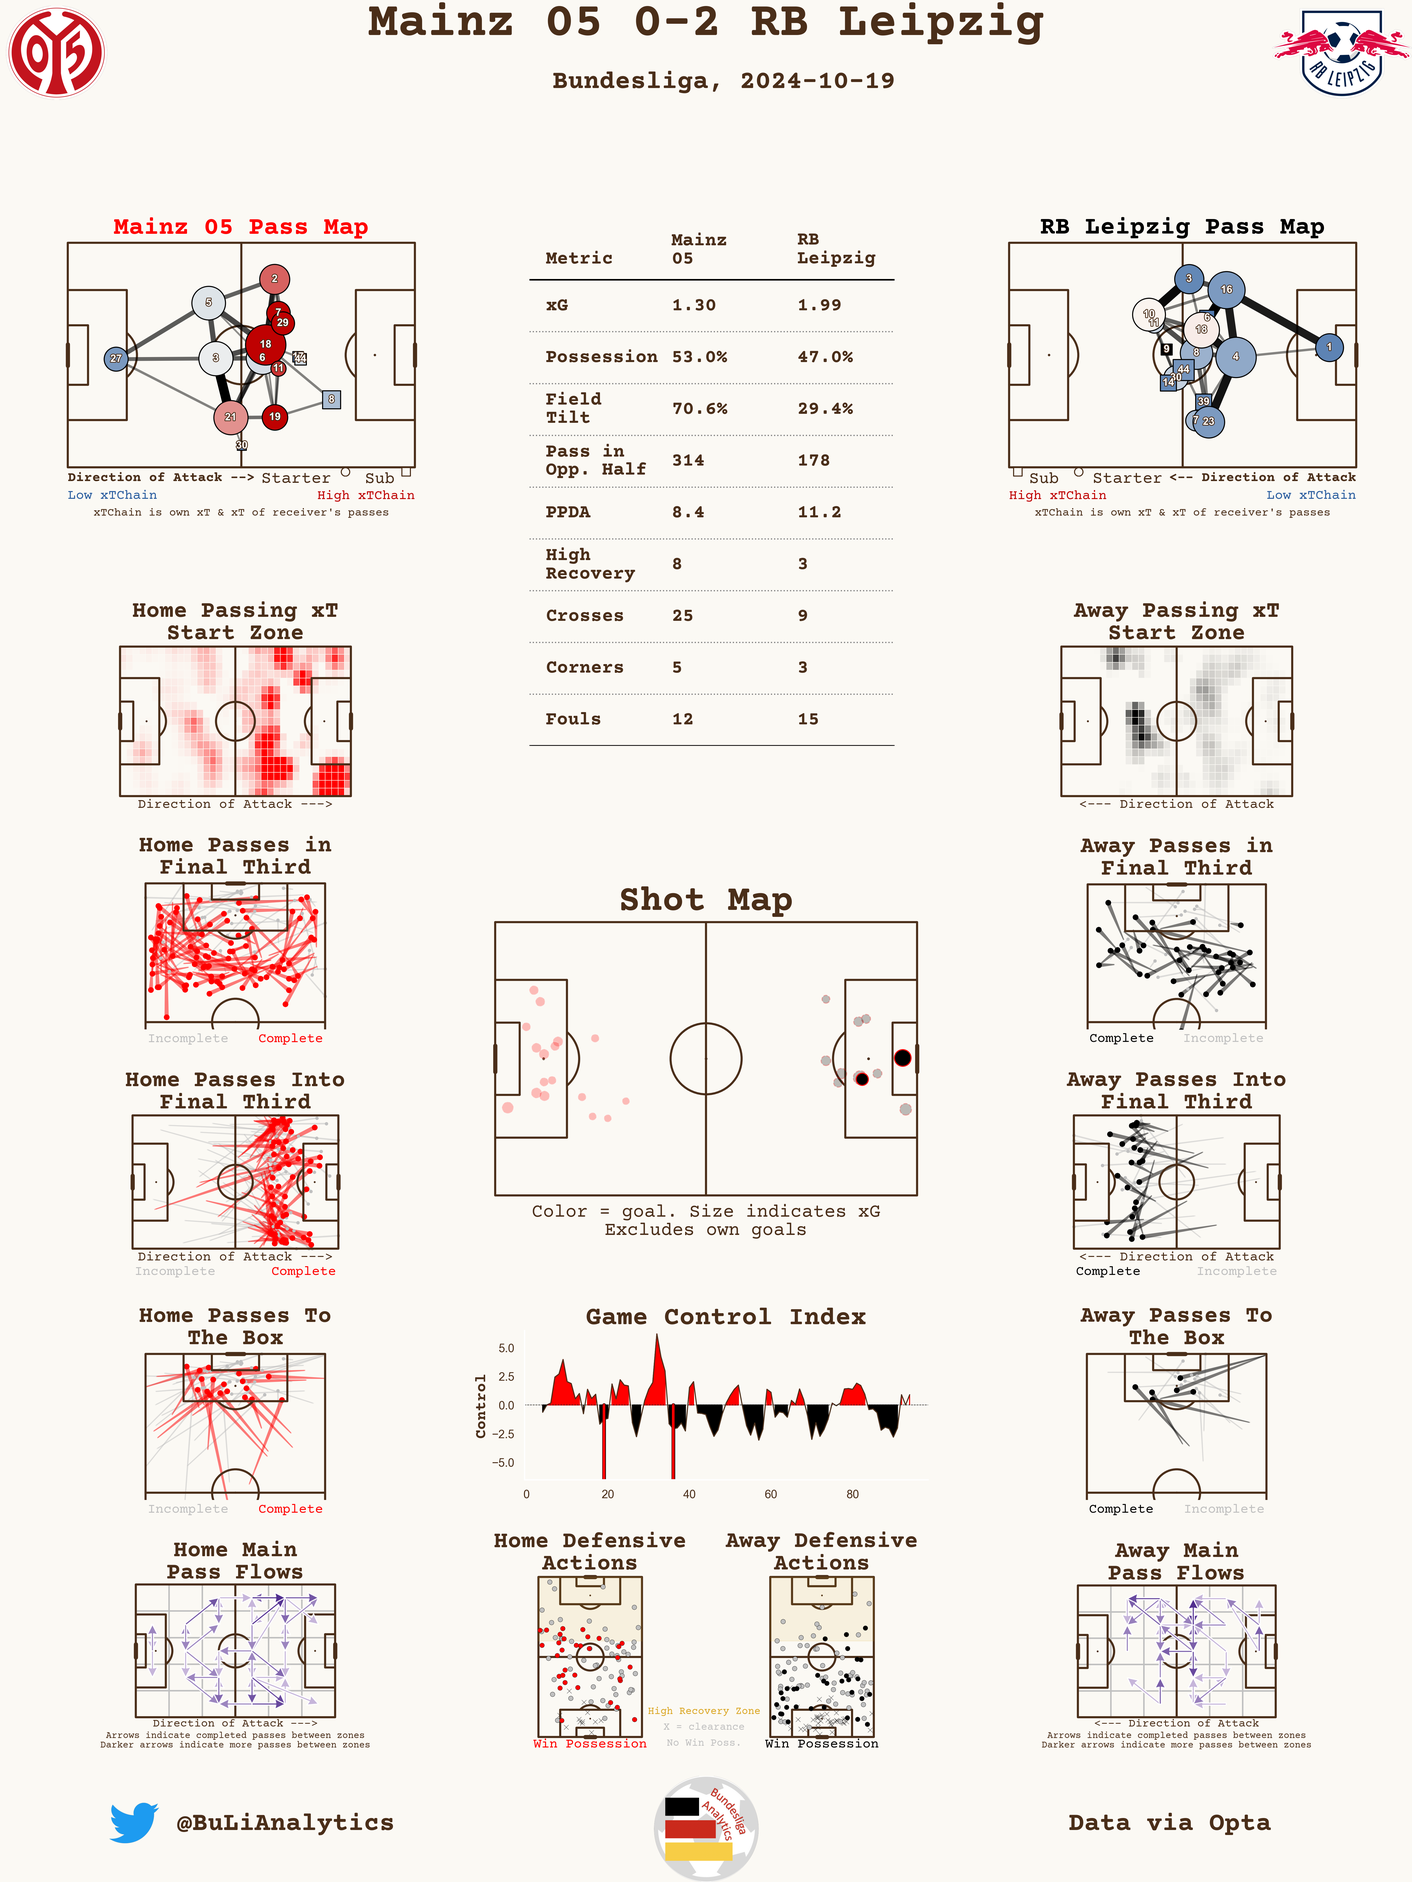 Mainz 05 0-2 RB Leipzig
Bundesliga, 2024-10-19
05
RB LEIPZIG
Mainz 05 Pass Map
2
5
7
29
18
27
3
6
11
8
21
19
30
Direction of Attack --> Starter Sub
Low xTChain High xTChain
xTChain is own xT & xT of receiver's passes
Metric Mainz 05 RB Leipzig
xG 1.30 1.99
Possession 53.0% 47.0%
Field Tilt 70.6% 29.4%
Pass in Opp. Half 314 178
PPDA 8.4 11.2
High Recovery 8 3
Crosses 25 9
Corners 5 3
Fouls 12 15
RB Leipzig Pass Map
3
16
10
11
6
18
9
8
4
1
44
30
14
39
7
23
Sub Starter <-- Direction of Attack
High xTChain Low xTChain
xTChain is own xT & xT of receiver's passes
Home Passing xT
Start Zone
Direction of Attack --->
Away Passing xT
Start Zone
<--- Direction of Attack
Home Passes in
Final Third
Incomplete Complete
Away Passes in
Final Third
Complete Incomplete
Shot Map
Color = goal. Size indicates xG
Excludes own goals
Home Passes Into
Final Third
Direction of Attack --->
Incomplete Complete
Away Passes Into
Final Third
<--- Direction of Attack
Complete Incomplete
Home Passes To
The Box
Incomplete Complete
Game Control Index
Control
5.0
2.5
0.0
−2.5
−5.0
0 20 40 60 80
Away Passes To
The Box
Complete Incomplete
Home Main
Pass Flows
Direction of Attack --->
Arrows indicate completed passes between zones
Darker arrows indicate more passes between zones
Home Defensive
Actions
Win Possession
High Recovery Zone
X = clearance
No Win Poss.
Away Defensive
Actions
Win Possession
Away Main
Pass Flows
<--- Direction of Attack
Arrows indicate completed passes between zones
Darker arrows indicate more passes between zones
@BuLiAnalytics
Bundesliga
Analytics
Data via Opta